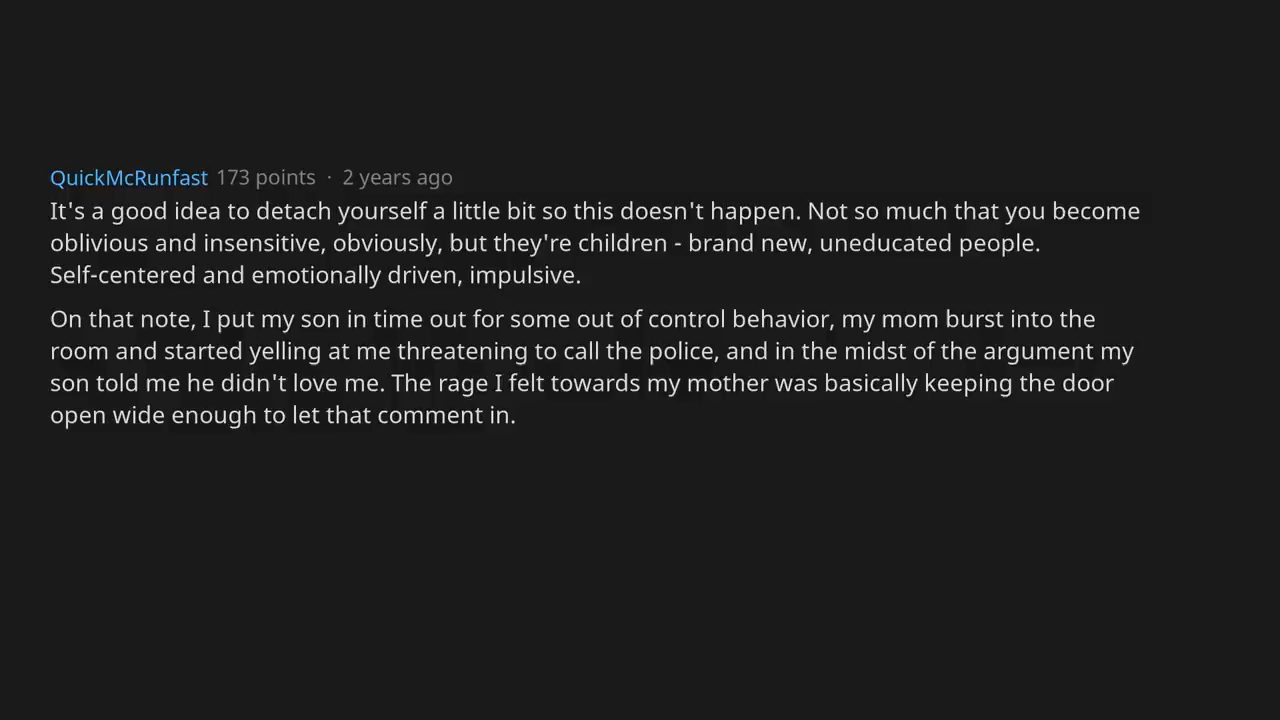 QuickMcRunfast 173 points · 2 years ago
It's a good idea to detach yourself a little bit so this doesn't happen. Not so much that you become
oblivious and insensitive, obviously, but they're children - brand new, uneducated people.
Self-centered and emotionally driven, impulsive.
On that note, I put my son in time out for some out of control behavior, my mom burst into the
room and started yelling at me threatening to call the police, and in the midst of the argument my
son told me he didn't love me. The rage I felt towards my mother was basically keeping the door
open wide enough to let that comment in.